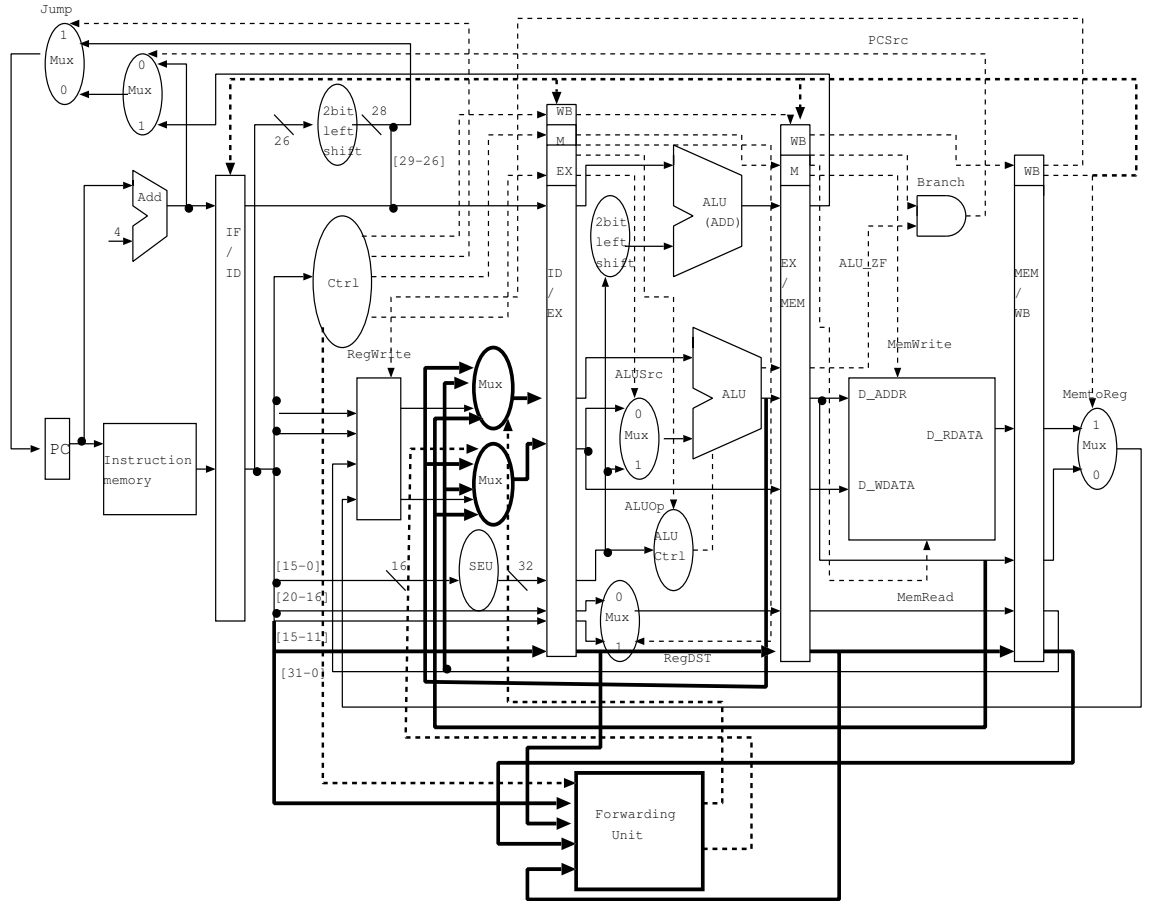 Jump
1
Mux
0
0
Mux
1
PCSrc
2bit
left
shift
28
26
[29-26]
WB
M
EX
WB
M
WB
Branch
Add
4
IF
/
ID
Ctrl
2bit
left
shift
ALU
(ADD)
ID
/
EX
EX
/
MEM
ALU_ZF
MEM
/
WB
RegWrite
MemWrite
Mux
ALUSrc
ALU
D_ADDR
MemtoReg
0
Mux
1
1
Mux
0
D_RDATA
PC
Instruction
memory
Mux
D_WDATA
ALUOp
ALU
Ctrl
[15-0]
16
SEU
32
[20-16]
0
Mux
1
MemRead
[15-11]
RegDST
[31-0]
Forwarding
Unit